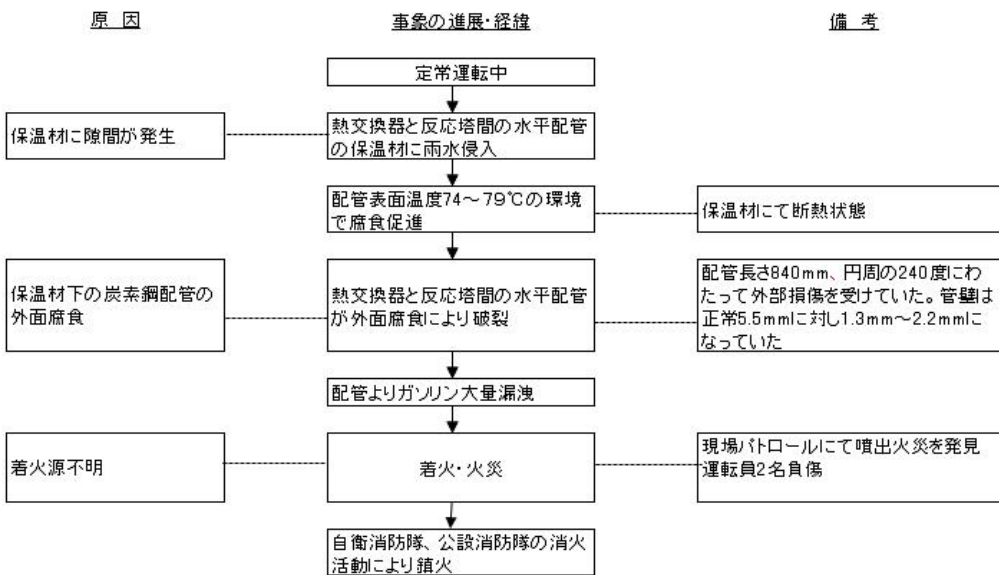 原 因
事象の進展・経緯
備 考
定常運転中
保温材に隙間が発生
熱交換器と反応塔間の水平配管
の保温材に雨水侵入
配管表面温度74～79℃の環境
で腐食促進
保温材にて断熱状態
保温材下の炭素鋼配管の
外面腐食
熱交換器と反応塔間の水平配管
が外面腐食により破裂
配管長さ840mm、円周の240度にわ
たって外部損傷を受けていた。管壁は
正常5.5mmに対し1.3mm～2.2mmに
なっていた
配管よりガソリン大量漏洩
着火源不明
着火・火災
現場パトロールにて噴出火災を発見
運転員2名負傷
自衛消防隊、公設消防隊の消火
活動により鎮火